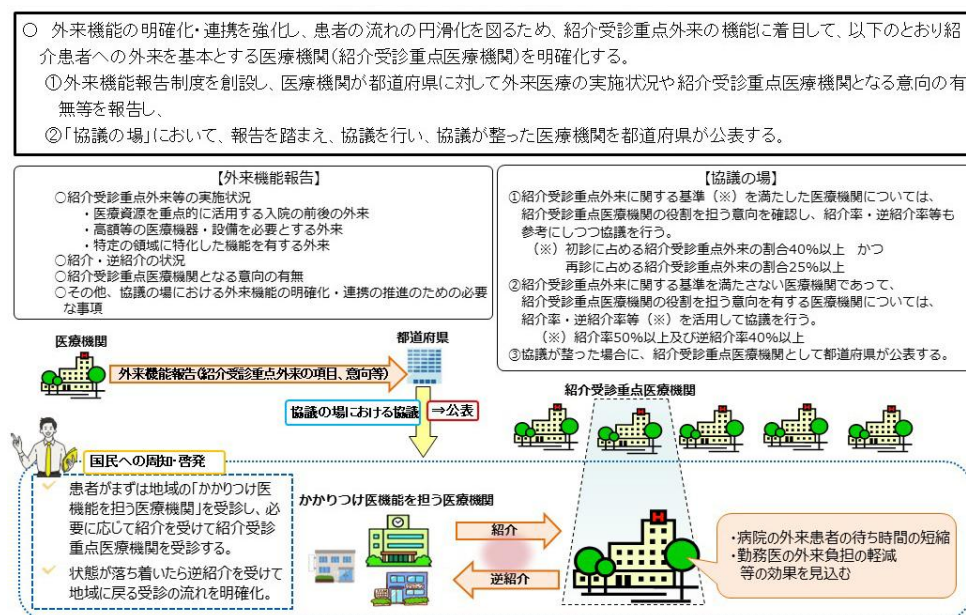 ○ 外来機能の明確化･連携を強化し、患者の流れの円滑化を図るため、紹介受診重点外来の機能に着目して、以下のとおり紹
介患者への外来を基本とする医療機関(紹介受診重点医療機関)を明確化する。
①外来機能報告制度を創設し、医療機関が都道府県に対して外来医療の実施状況や紹介受診重点医療機関となる意向の有
無等を報告し、
②「協議の場」において、報告を踏まえ、協議を行い、協議が整った医療機関を都道府県が公表する。
【外来機能報告】
○紹介受診重点外来等の実施状況
・医療資源を重点的に活用する入院の前後の外来
・高額等の医療機器・設備を必要とする外来
・特定の領域に特化した機能を有する外来
○紹介・逆紹介の状況
○紹介受診重点医療機関となる意向の有無
○その他、協議の場における外来機能の明確化・連携の推進のための必要
な事項
【協議の場】
①紹介受診重点外来に関する基準（※）を満たした医療機関については、
紹介受診重点医療機関の役割を担う意向を確認し、紹介率・逆紹介率等も
参考にしつつ協議を行う。
（※）初診に占める紹介受診重点外来の割合40％以上 かつ
再診に占める紹介受診重点外来の割合25％以上
②紹介受診重点外来に関する基準を満たさない医療機関であって、
紹介受診重点医療機関の役割を担う意向を有する医療機関については、
紹介率・逆紹介率等（※）を活用して協議を行う。
（※）紹介率50％以上及び逆紹介率40％以上
③協議が整った場合に、紹介受診重点医療機関として都道府県が公表する。
医療機関
都道府県
外来機能報告(紹介受診重点外来の項目、意向等)
協議の場における協議
⇒公表
紹介受診重点医療機関
国民への周知･啓発
患者がまずは地域の「かかりつけ医
機能を担う医療機関」を受診し、必
要に応じて紹介を受けて紹介受診
重点医療機関を受診する。
状態が落ち着いたら逆紹介を受けて
地域に戻る受診の流れを明確化。
かかりつけ医機能を担う医療機関
紹介
逆紹介
･病院の外来患者の待ち時間の短縮
･勤務医の外来負担の軽減
等の効果を見込む